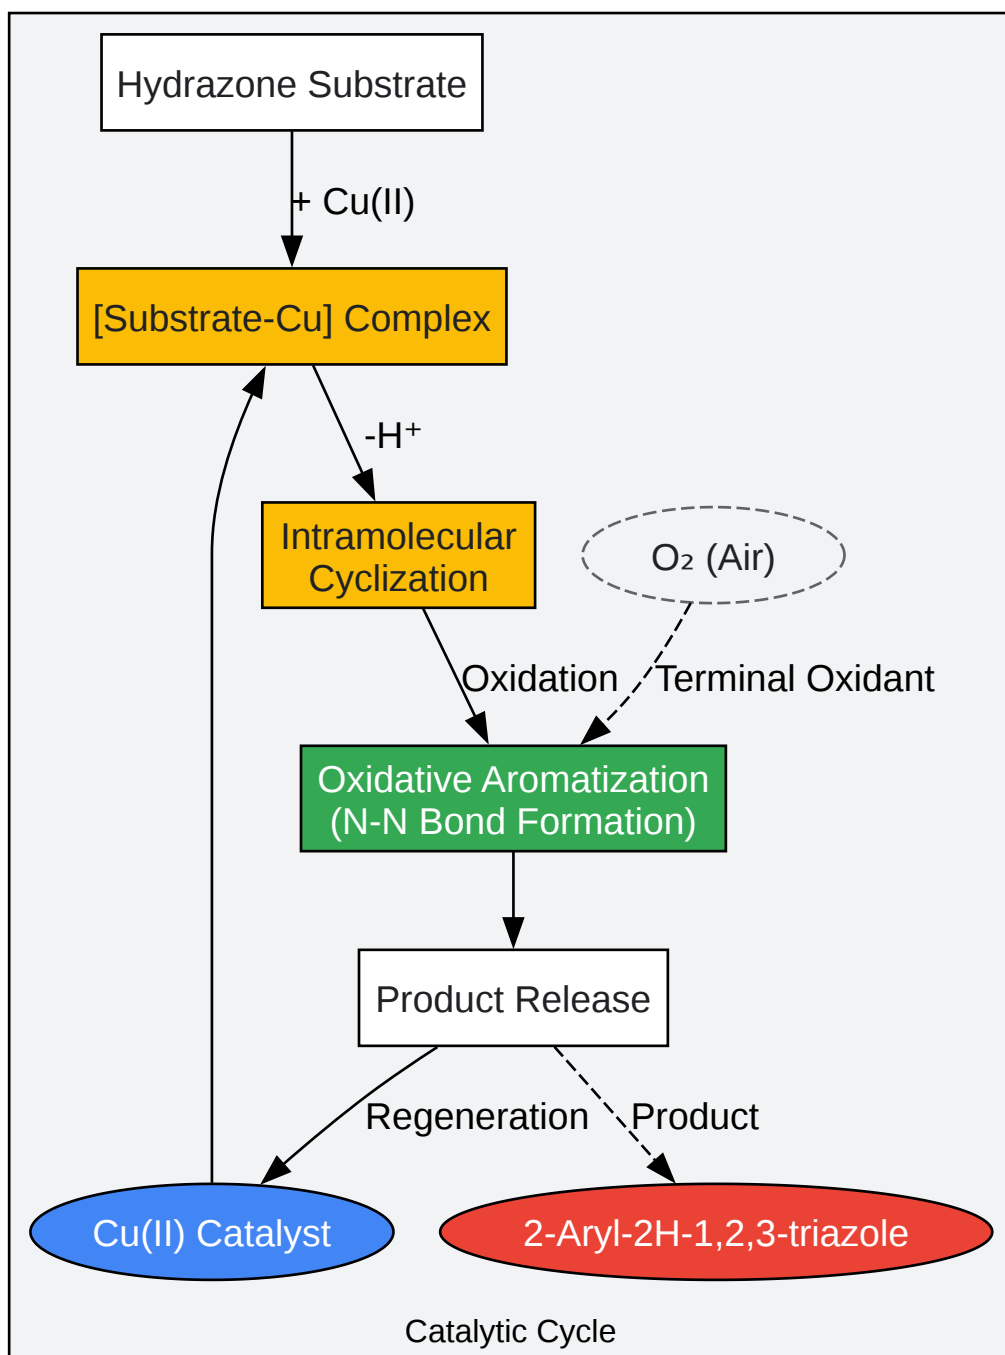 Hydrazone Substrate
+ Cu(II)
[Substrate-Cu] Complex
-H⁺
Intramolecular
Cyclization
O₂ (Air)
Oxidation
Terminal Oxidant
Oxidative Aromatization
(N-N Bond Formation)
Product Release
Regeneration
Product
Cu(II) Catalyst
2-Aryl-2H-1,2,3-triazole
Catalytic Cycle